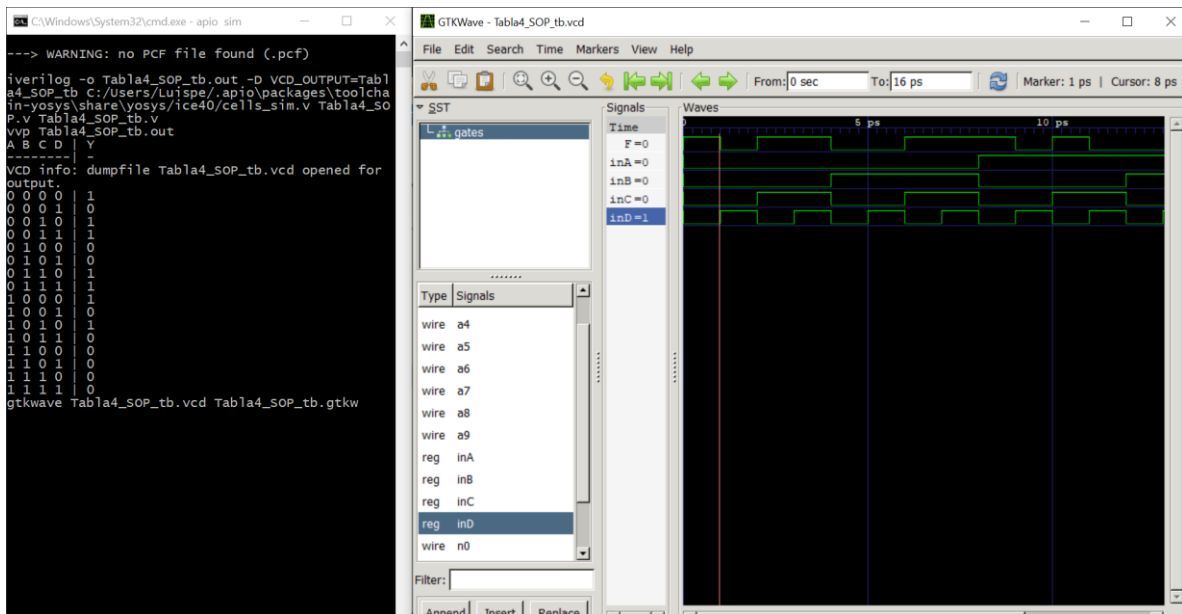 C:\Windows\System32\cmd.exe - apio sim
---> WARNING: no PCF file found (.pcf)
iverilog -o Tabla4_SOP_tb.out -D VCD_OUTPUT=Tabl
a4_SOP_tb C:/Users/Luispe/.apio\packages\toolcha
in-yosys\share\yosys/ice40/cells_sim.v Tabla4_SO
P.v Tabla4_SOP_tb.v
vvp Tabla4_SOP_tb.out
A B C D | Y
--------| -
VCD info: dumpfile Tabla4_SOP_tb.vcd opened for
output.
0 0 0 0 | 1
0 0 0 1 | 0
0 0 1 0 | 1
0 0 1 1 | 1
0 1 0 0 | 0
0 1 0 1 | 0
0 1 1 0 | 1
0 1 1 1 | 1
1 0 0 0 | 1
1 0 0 1 | 0
1 0 1 0 | 1
1 0 1 1 | 0
1 1 0 0 | 0
1 1 0 1 | 0
1 1 1 0 | 0
1 1 1 1 | 0
gtkwave Tabla4_SOP_tb.vcd Tabla4_SOP_tb.gtkw
GTKWave - Tabla4_SOP_tb.vcd
File Edit Search Time Markers View Help
From: 0 sec To: 16 ps Marker: 1 ps | Cursor: 8 ps
SST
gates
Type Signals
wire a4
wire a5
wire a6
wire a7
wire a8
wire a9
reg inA
reg inB
reg inC
reg inD
wire n0
Filter:
Append Insert Replace
Signals
Time
F=0
inA=0
inB=0
inC=0
inD=1
Waves
0 5 ps 10 ps